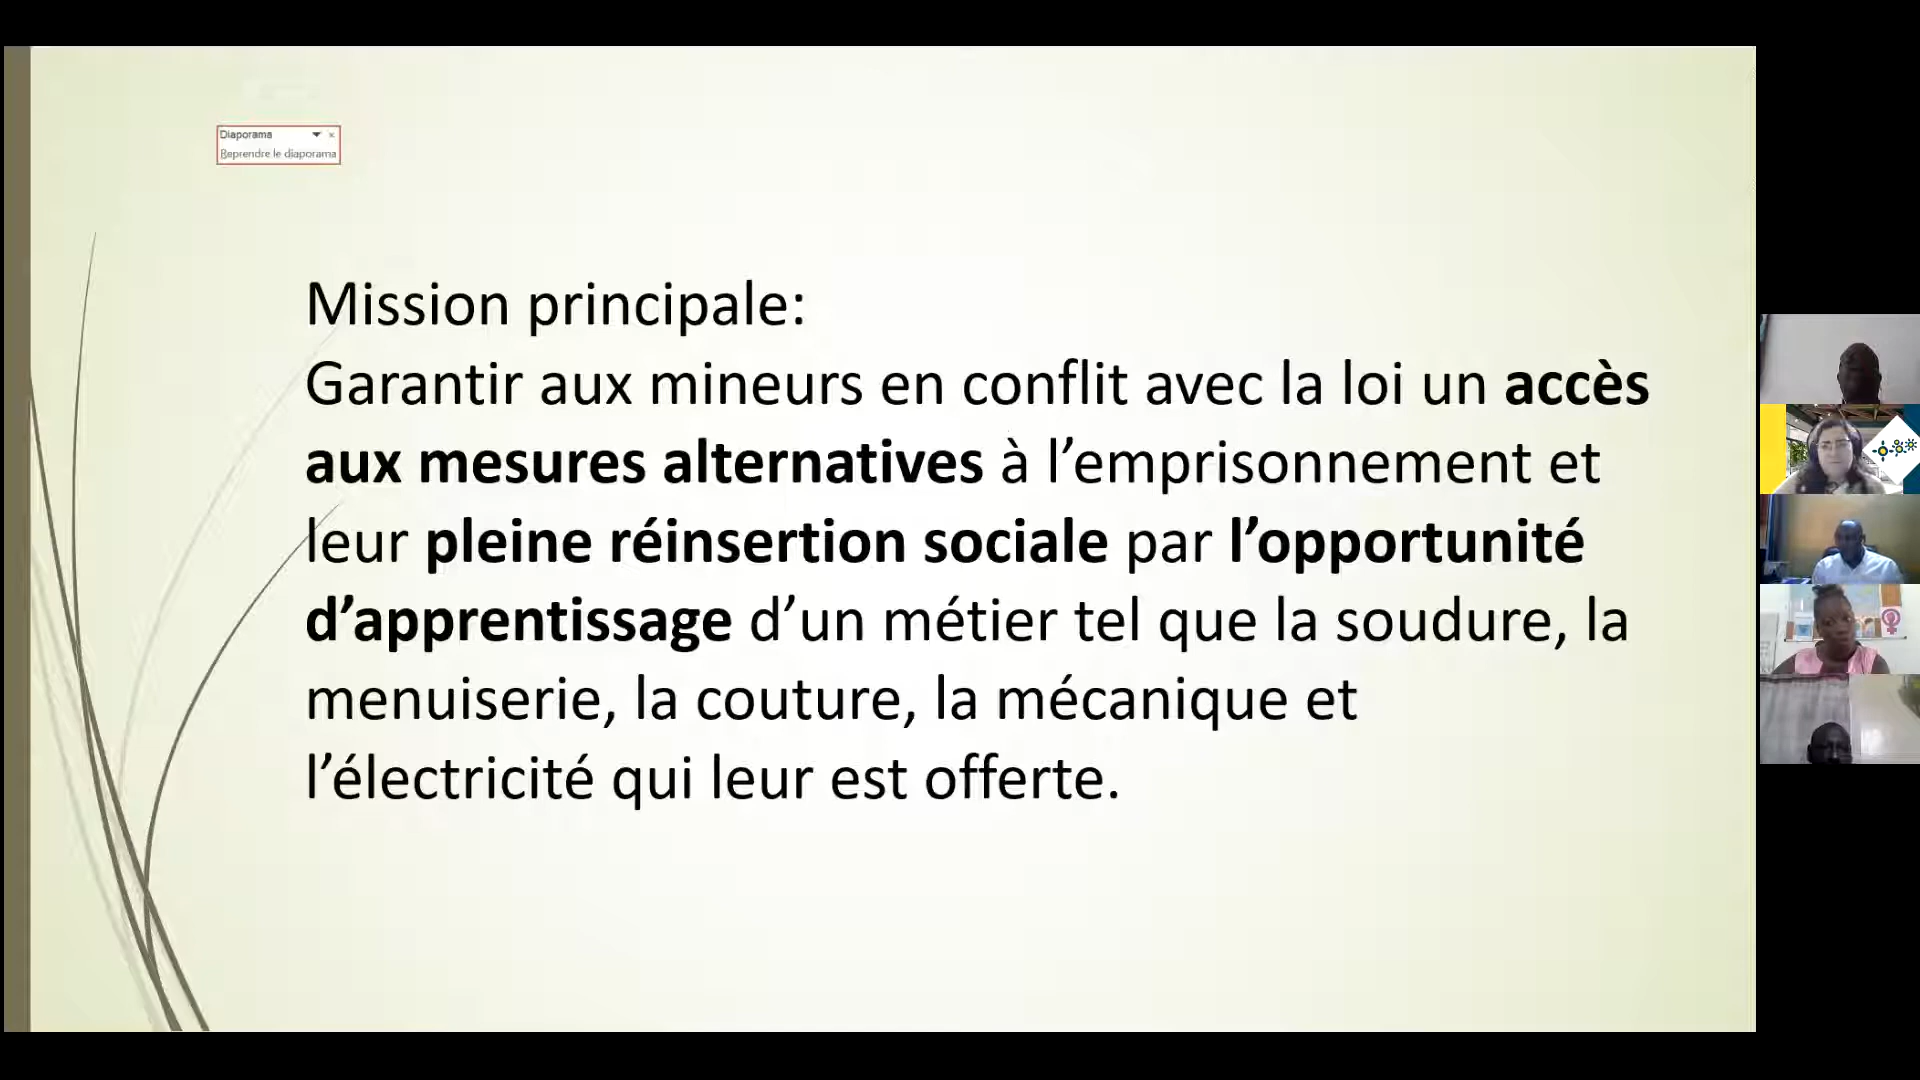 Diaporama
Reprendre le diaporama
Mission principale:
Garantir aux mineurs en conflit avec la loi un accès
aux mesures alternatives à l’emprisonnement et
leur pleine réinsertion sociale par l’opportunité
d’apprentissage d’un métier tel que la soudure, la
menuiserie, la couture, la mécanique et
l’électricité qui leur est offerte.